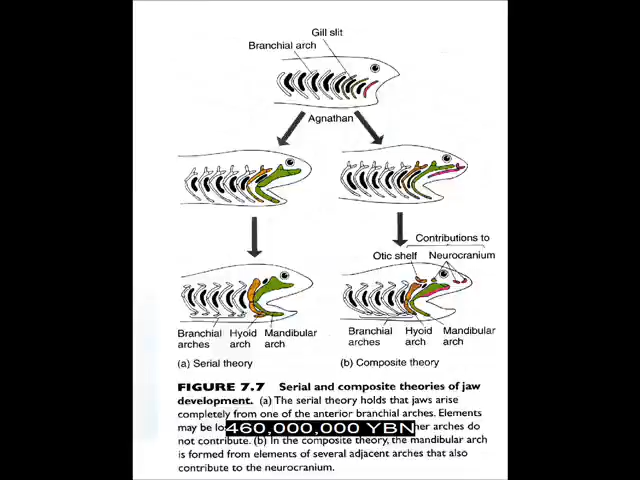 Gill slit
Branchial arch
Agnathan
Contributions to
Otic shelf Neurocranium
Branchial arches Hyoid arch Mandibular arch
Branchial arches Hyoid arch Mandibular arch
(a) Serial theory
(b) Composite theory
FIGURE 7.7 Serial and composite theories of jaw
development. (a) The serial theory holds that jaws arise
completely from one of the anterior branchial arches. Elements
may be arches do
460,000,000 YBN
not contribute. (b) In the composite theory, the mandibular arch
is formed from elements of several adjacent arches that also
contribute to the neurocranium.